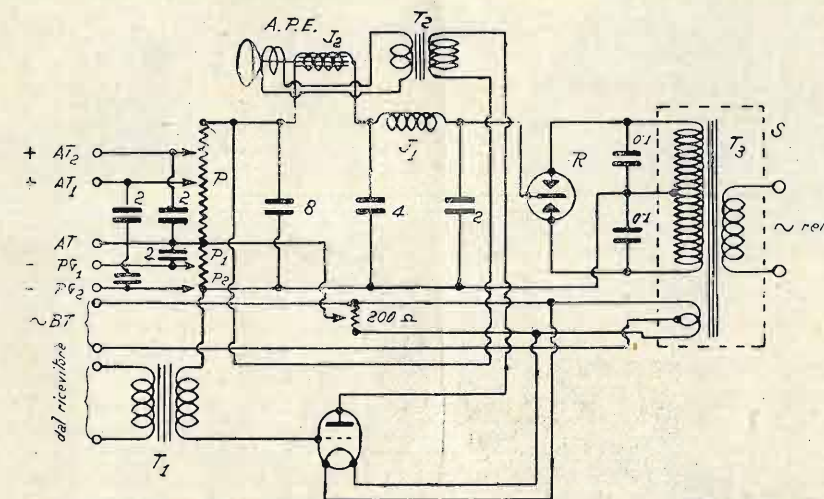 A.P.E.
J2
T2
+ AT2
+ AT1
2
2
P
8
4
J1
2
R
0·1
0·1
T3
S
AT
2
P1
- PG1
P2
- PG2
~BT
200 Ω
~ ret
dal ricevitore
T1